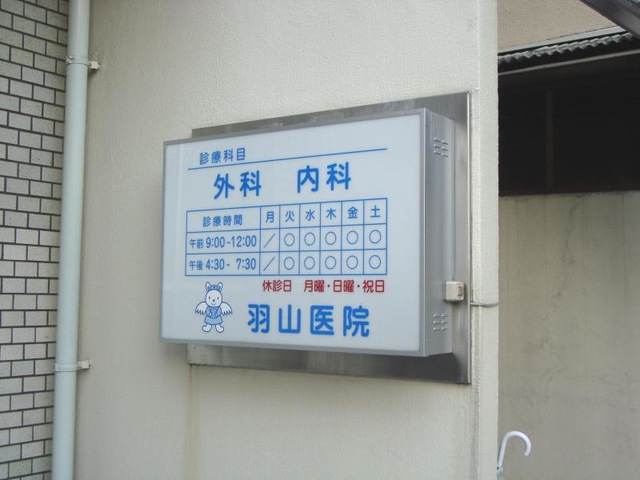 診療科目
外科 内科
診療時間 月 火 水 木 金 土
午前 9:00-12:00 ／ ○ ○ ○ ○ ○
午後 4:30- 7:30 ／ ○ ○ ○ ○ ○
休診日 月曜・日曜・祝日
羽山医院